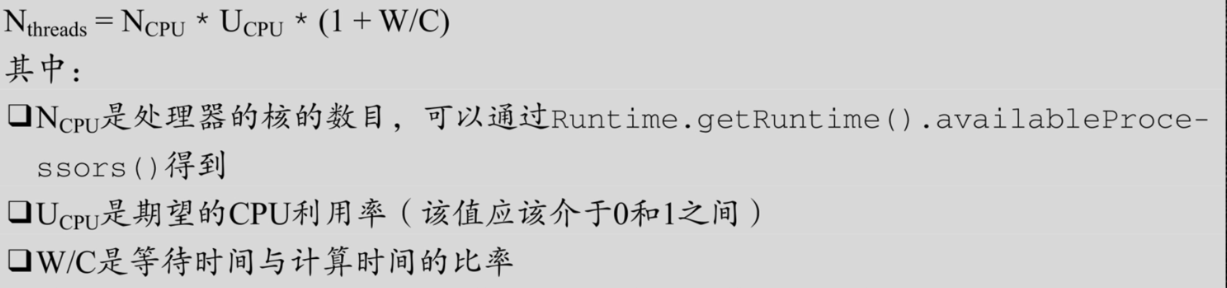 Nthreads = NCPU * UCPU * (1 + W/C)
其中：
❑NCPU是处理器的核的数目，可以通过Runtime.getRuntime().availableProce-
ssors()得到
❑UCPU是期望的CPU利用率（该值应该介于0和1之间）
❑W/C是等待时间与计算时间的比率